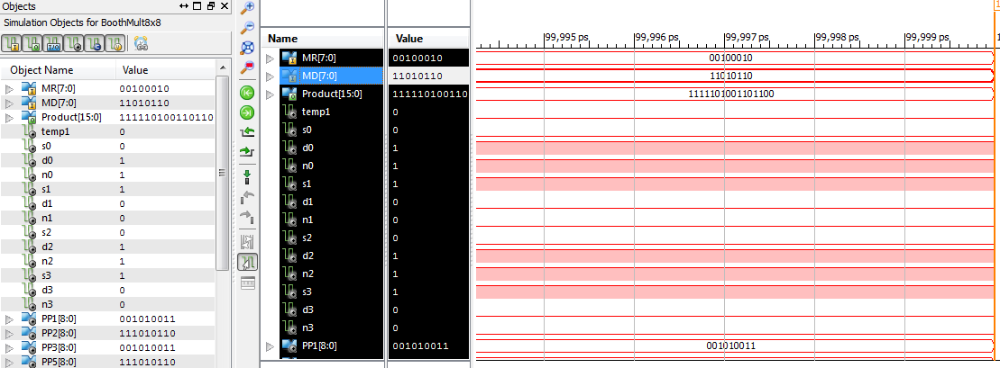 Objects
Simulation Objects for BoothMult8x8
Object Name Value
MR[7:0] 00100010
MD[7:0] 11010110
Product[15:0] 111110100110110
temp1 0
s0 0
d0 1
n0 1
s1 1
d1 0
n1 0
s2 0
d2 1
n2 1
s3 1
d3 0
n3 0
PP1[8:0] 001010011
PP2[8:0] 111010110
PP3[8:0] 001010011
PP5[8:0] 111010110
Name Value
MR[7:0] 00100010
MD[7:0] 11010110
Product[15:0] 111110100110
temp1 0
s0 0
d0 1
n0 1
s1 1
d1 0
n1 0
s2 0
d2 1
n2 1
s3 1
d3 0
n3 0
PP1[8:0] 001010011
99,995 ps 99,996 ps 99,997 ps 99,998 ps 99,999 ps
00100010
11010110
1111101001101100
001010011